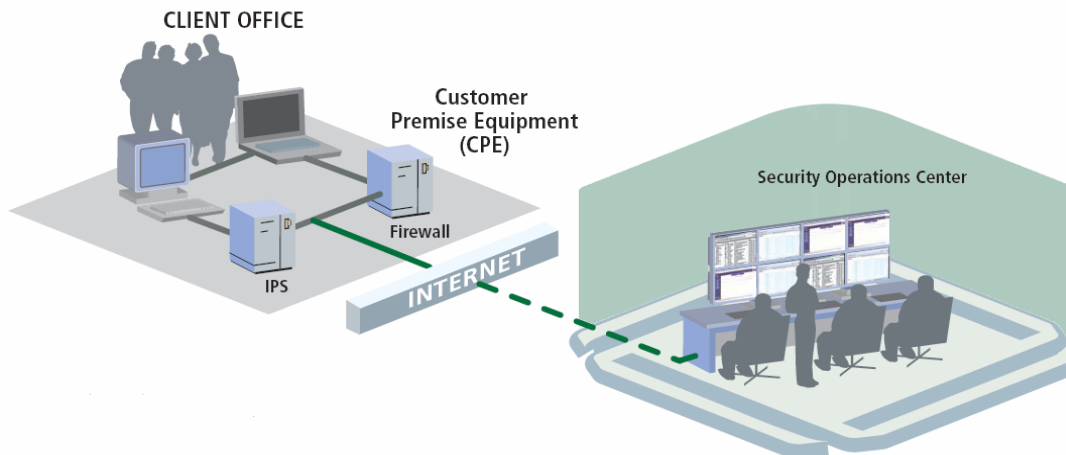 CLIENT OFFICE
Customer
Premise Equipment
(CPE)
Firewall
IPS
INTERNET
Security Operations Center